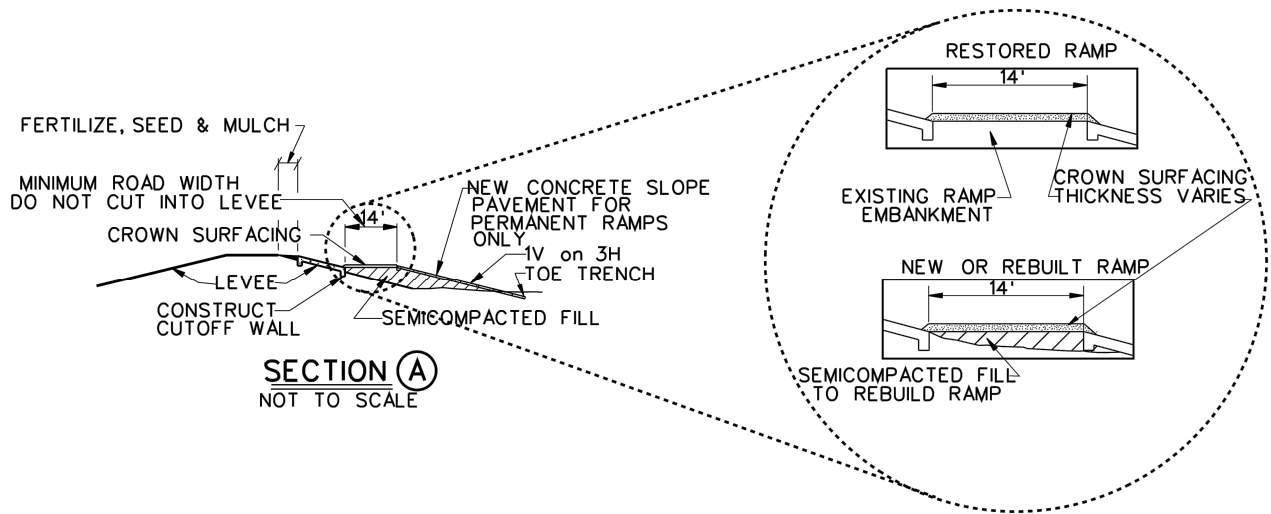 FERTILIZE, SEED & MULCH
MINIMUM ROAD WIDTH
DO NOT CUT INTO LEVEE
14'
CROWN SURFACING
NEW CONCRETE SLOPE
PAVEMENT FOR
PERMANENT RAMPS
ONLY
1V on 3H
TOE TRENCH
LEVEE
CONSTRUCT
CUTOFF WALL
SEMICOMPACTED FILL
SECTION A
NOT TO SCALE
RESTORED RAMP
14'
EXISTING RAMP
EMBANKMENT
CROWN SURFACING
THICKNESS VARIES
NEW OR REBUILT RAMP
14'
SEMICOMPACTED FILL
TO REBUILD RAMP